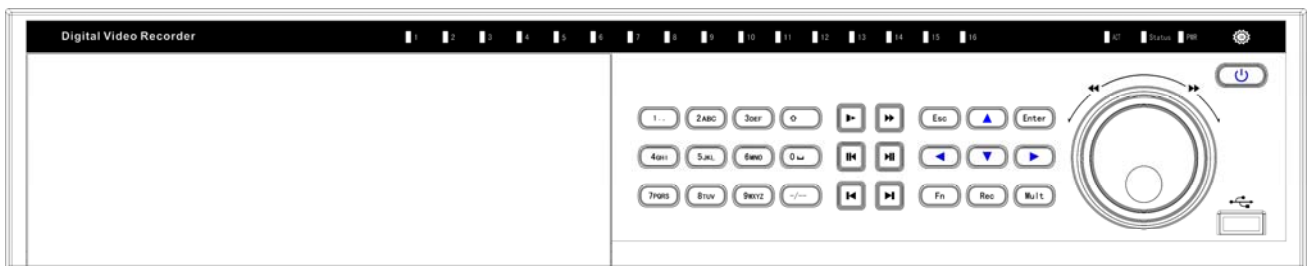 Digital Video Recorder 1 2 3 4 5 6 7 8 9 10 11 12 13 14 15 16 ACT Status PWR
1.. 2ABC 3DEF Esc Enter
4GHI 5JKL 6MNO 0
7PQRS 8TUV 9WXYZ -/-- Fn Rec Mult